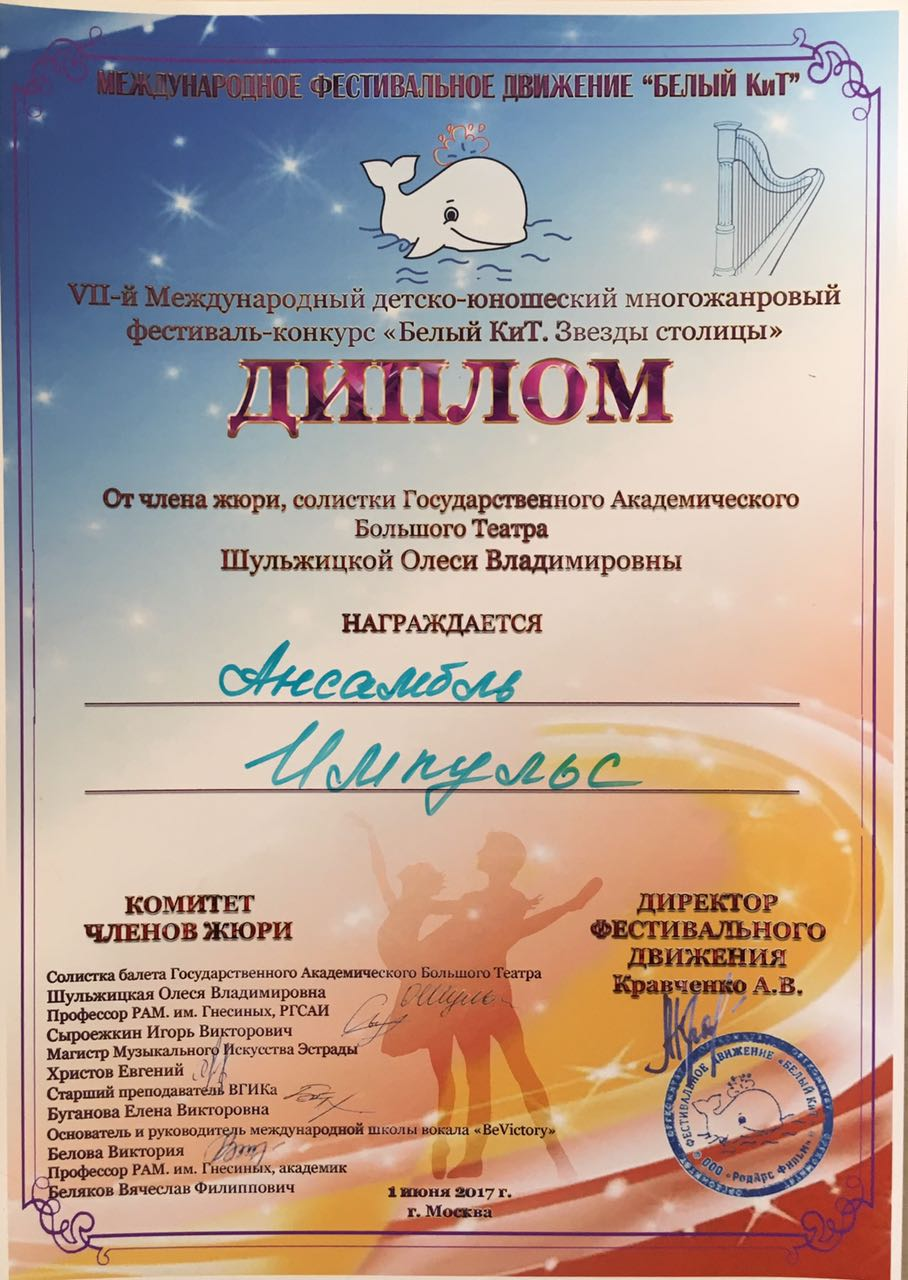 МЕЖДУНАРОДНОЕ ФЕСТИВАЛЬНОЕ ДВИЖЕНИЕ "БЕЛЫЙ КиТ"
VII-й Международный детско-юношеский многожанровый
фестиваль-конкурс «Белый КиТ. Звезды столицы»
ДИПЛОМ
От члена жюри, солистки Государственного Академического
Большого Театра
Шульжицкой Олеси Владимировны
НАГРАЖДАЕТСЯ
Ансамбль
Импульс
КОМИТЕТ
ЧЛЕНОВ ЖЮРИ
Солистка балета Государственного Академического Большого Театра
Шульжицкая Олеся Владимировна
Профессор РАМ. им. Гнесиных, РГСАИ
Сыроежкин Игорь Викторович
Магистр Музыкального Искусства Эстрады
Христов Евгений
Старший преподаватель ВГИКа
Буганова Елена Викторовна
Основатель и руководитель международной школы вокала «BeVictory»
Белова Виктория
Профессор РАМ. им. Гнесиных, академик
Беляков Вячеслав Филиппович
ДИРЕКТОР
ФЕСТИВАЛЬНОГО
ДВИЖЕНИЯ
Кравченко А.В.
ФЕСТИВАЛЬНОЕ ДВИЖЕНИЕ «БЕЛЫЙ КиТ»
ООО «РодАрс Фильм»
1 июня 2017 г.
г. Москва